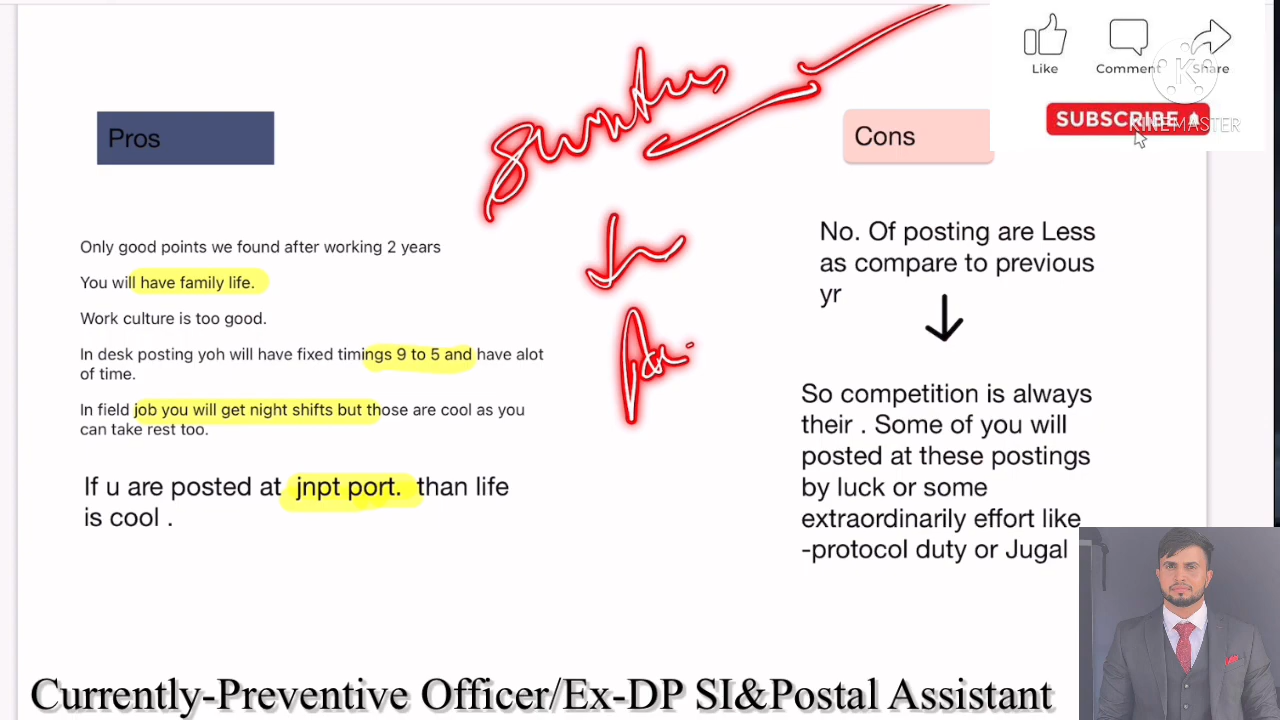 Like
Comment
Share
SUBSCRIBE
KINEMASTER
Pros
Only good points we found after working 2 years
You will have family life.
Work culture is too good.
In desk posting yoh will have fixed timings 9 to 5 and have alot
of time.
In field job you will get night shifts but those are cool as you
can take rest too.
If u are posted at jnpt port. than life
is cool .
Cons
No. Of posting are Less
as compare to previous
yr
So competition is always
their . Some of you will
posted at these postings
by luck or some
extraordinarily effort like
-protocol duty or Jugal
Currently-Preventive Officer/Ex-DP SI&Postal Assistant